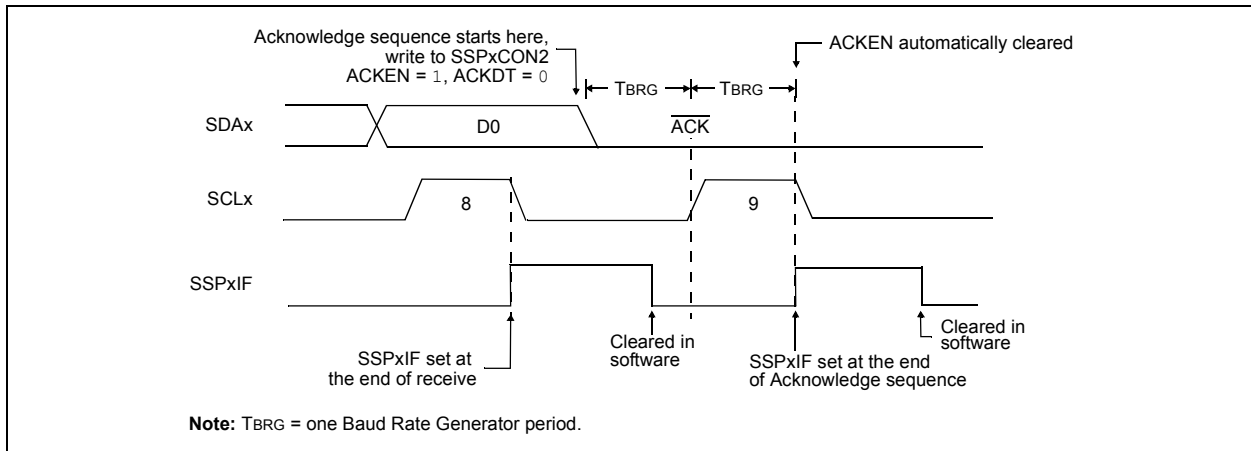 Acknowledge sequence starts here,
write to SSPxCON2
ACKEN = 1, ACKDT = 0
ACKEN automatically cleared
TBRG
TBRG
SDAx
D0
ACK
SCLx
8
9
SSPxIF
SSPxIF set at
the end of receive
Cleared in
software
SSPxIF set at the end
of Acknowledge sequence
Cleared in
software
Note: TBRG = one Baud Rate Generator period.